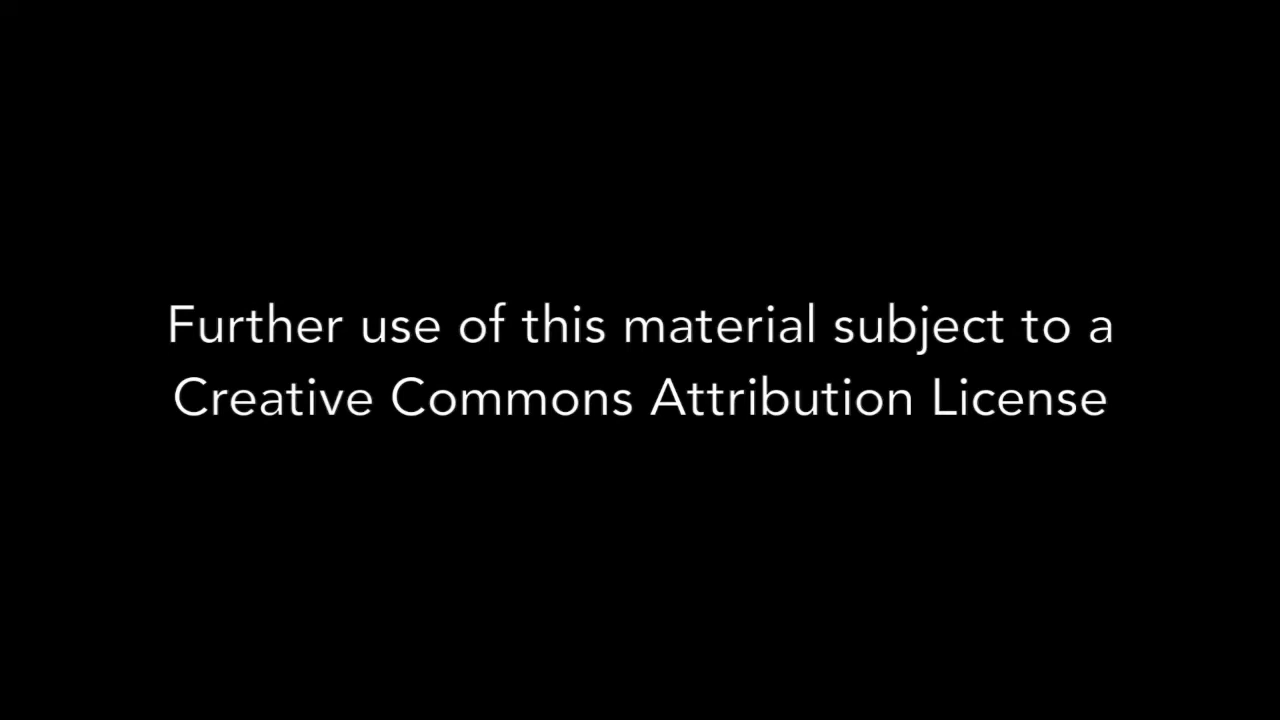 Further use of this material subject to a
Creative Commons Attribution License